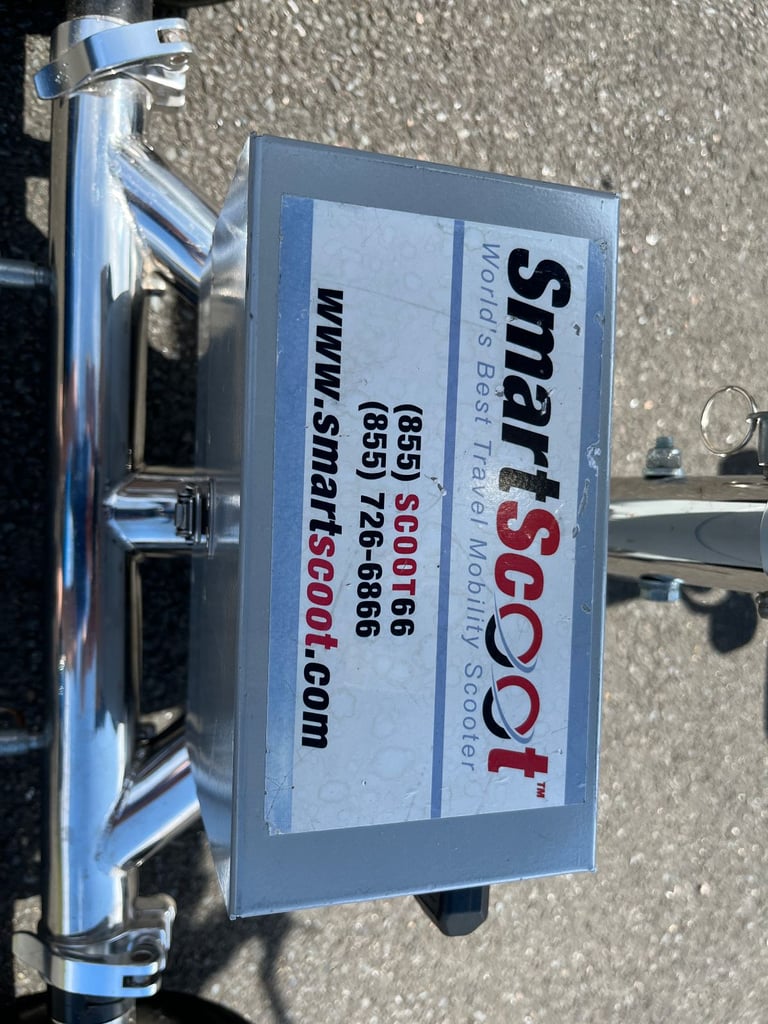 SmartScoot™
World's Best Travel Mobility Scooter
(855) SCOOT66
(855) 726-6866
www.smartscoot.com